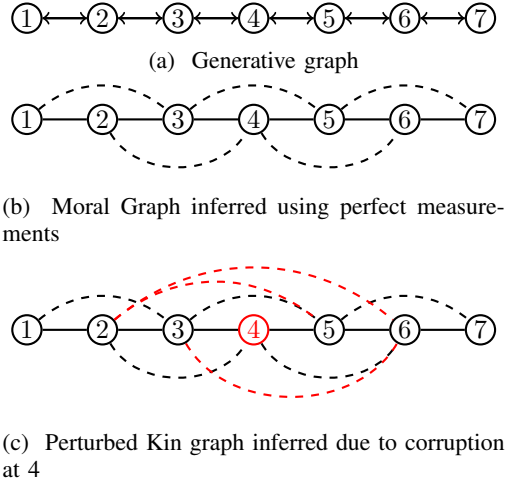 1 2 3 4 5 6 7
(a) Generative graph
1 2 3 4 5 6 7
(b) Moral Graph inferred using perfect measure-
ments
1 2 3 4 5 6 7
(c) Perturbed Kin graph inferred due to corruption
at 4